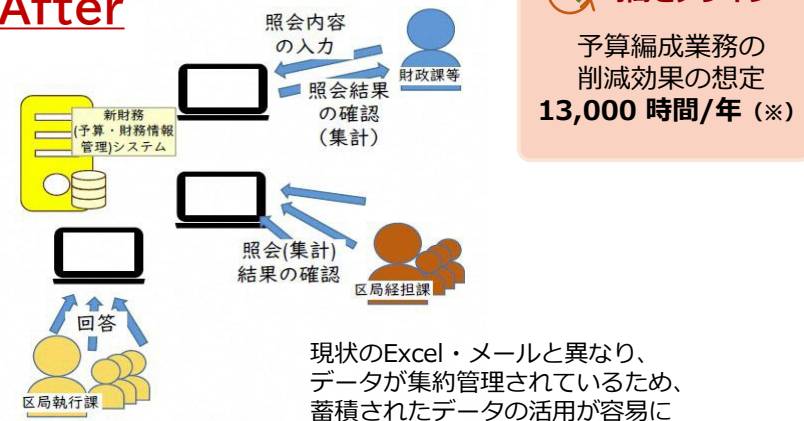 After
照会内容
の入力
財政課等
照会結果
の確認
(集計)
新財務
(予算・財務情報
管理)システム
予算編成業務の
削減効果の想定
13,000 時間/年（※）
照会(集計)
結果の確認
区局経担課
回答
区局執行課
現状のExcel・メールと異なり、
データが集約管理されているため、
蓄積されたデータの活用が容易に